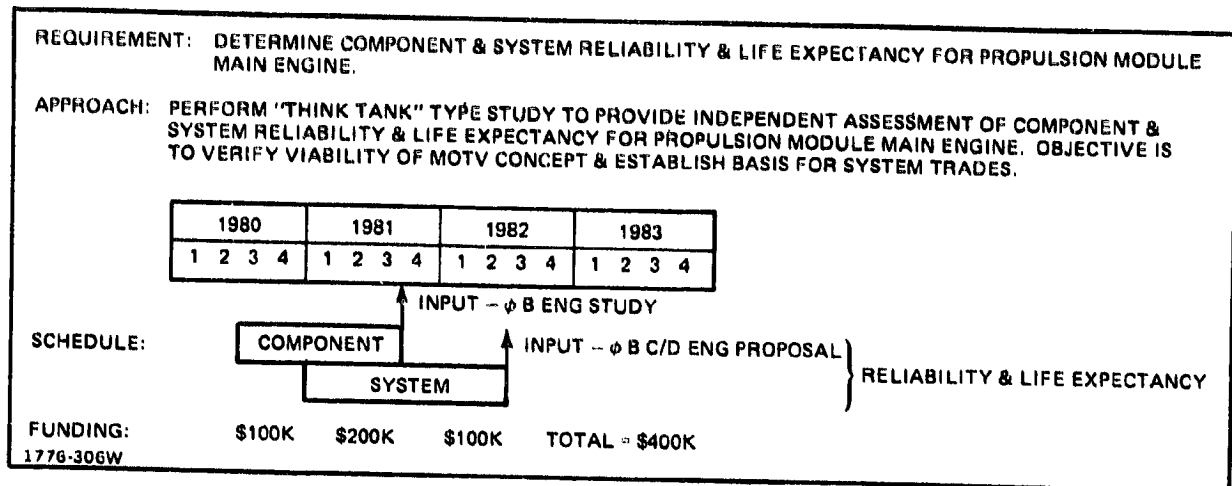 REQUIREMENT: DETERMINE COMPONENT & SYSTEM RELIABILITY & LIFE EXPECTANCY FOR PROPULSION MODULE
MAIN ENGINE.
APPROACH: PERFORM "THINK TANK" TYPE STUDY TO PROVIDE INDEPENDENT ASSESSMENT OF COMPONENT &
SYSTEM RELIABILITY & LIFE EXPECTANCY FOR PROPULSION MODULE MAIN ENGINE. OBJECTIVE IS
TO VERIFY VIABILITY OF MOTV CONCEPT & ESTABLISH BASIS FOR SYSTEM TRADES.
1980 1981 1982 1983
1 2 3 4 1 2 3 4 1 2 3 4 1 2 3 4
INPUT – φ B ENG STUDY
SCHEDULE: COMPONENT INPUT – φ B C/D ENG PROPOSAL
SYSTEM RELIABILITY & LIFE EXPECTANCY
FUNDING: $100K $200K $100K TOTAL = $400K
1776-306W